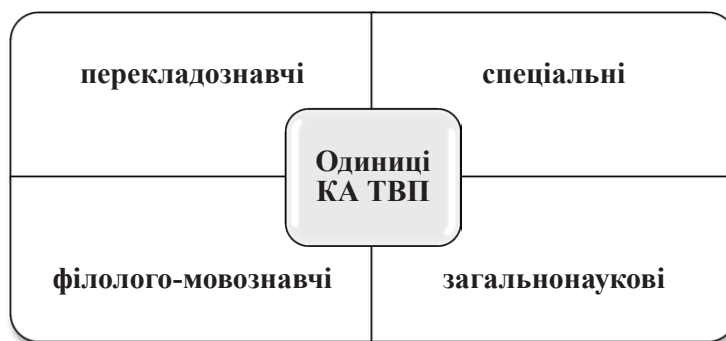 перекладознавчі
спеціальні
Одиниці
КА ТВП
філолого-мовознавчі
загальнонаукові